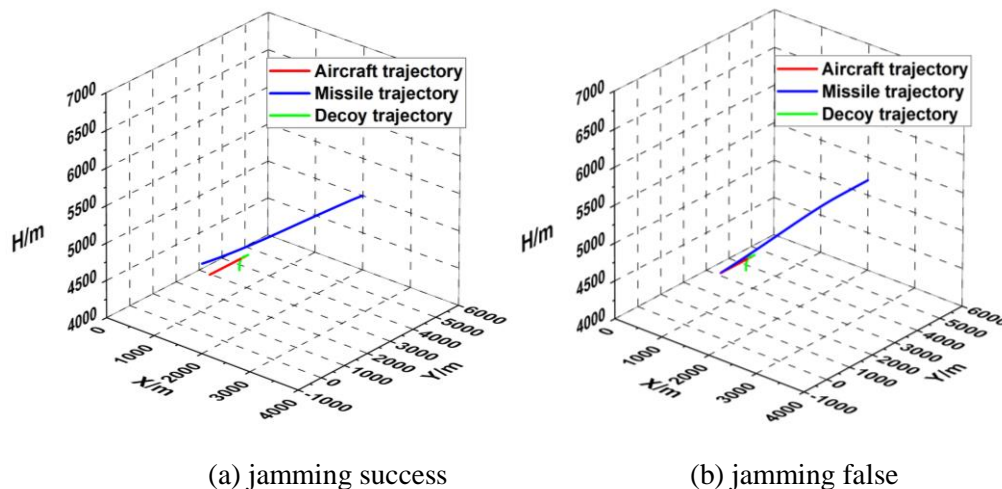 7000
6500
6000
5500
5000
4500
4000
H/m
0
1000
2000
3000
4000
X/m
-1000
0
1000
2000
3000
4000
5000
6000
Y/m
Aircraft trajectory
Missile trajectory
Decoy trajectory
(a) jamming success
7000
6500
6000
5500
5000
4500
4000
H/m
0
1000
2000
3000
4000
X/m
-1000
0
1000
2000
3000
4000
5000
6000
Y/m
Aircraft trajectory
Missile trajectory
Decoy trajectory
(b) jamming false